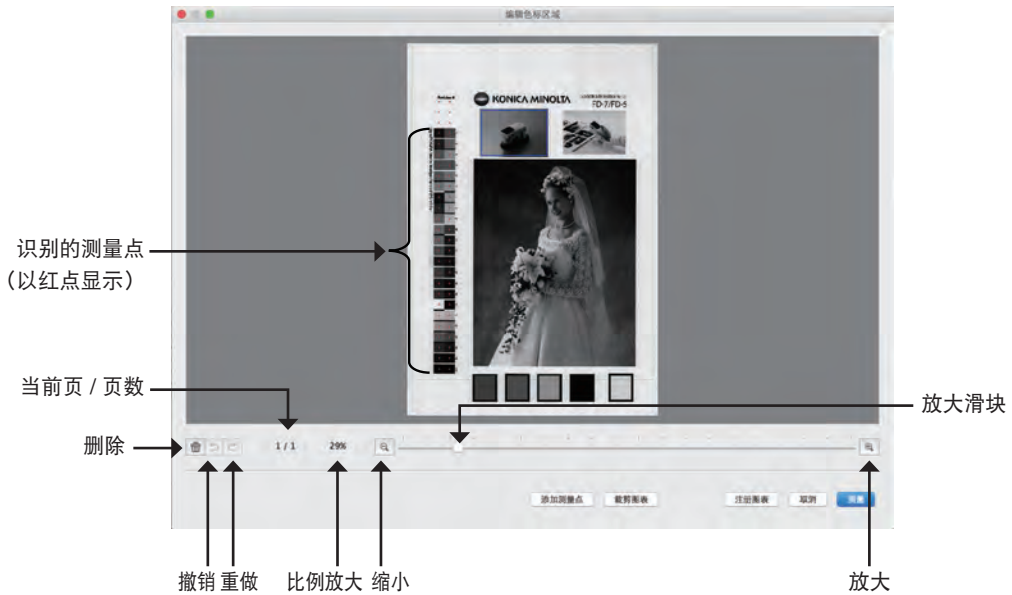 编辑色标区域
KONICA MINOLTA
FD-7/FD-5
识别的测量点
（以红点显示）
当前页 / 页数
放大滑块
删除
1 / 1
29%
添加测量点
裁剪图表
注册图表
取消
测量
撤销
重做
比例放大
缩小
放大